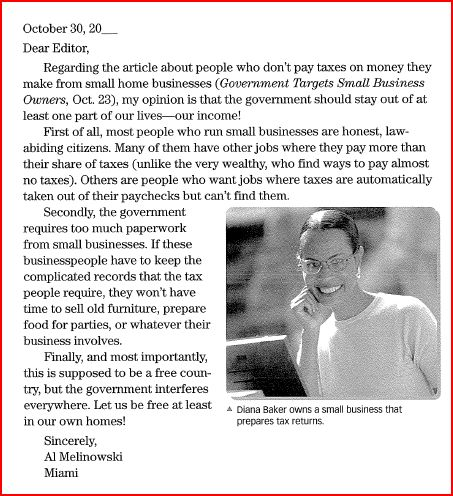 October 30, 20__
Dear Editor,
Regarding the article about people who don't pay taxes on money they
make from small home businesses (Government Targets Small Business
Owners, Oct. 23), my opinion is that the government should stay out of at
least one part of our lives—our income!
First of all, most people who run small businesses are honest, law-
abiding citizens. Many of them have other jobs where they pay more than
their share of taxes (unlike the very wealthy, who find ways to pay almost
no taxes). Others are people who want jobs where taxes are automatically
taken out of their paychecks but can't find them.
Secondly, the government
requires too much paperwork
from small businesses. If these
businesspeople have to keep the
complicated records that the tax
people require, they won't have
time to sell old furniture, prepare
food for parties, or whatever their
business involves.
Finally, and most importantly,
this is supposed to be a free coun-
try, but the government interferes
everywhere. Let us be free at least
in our own homes!
Sincerely,
Al Melinowski
Miami
Diana Baker owns a small business that
prepares tax returns.